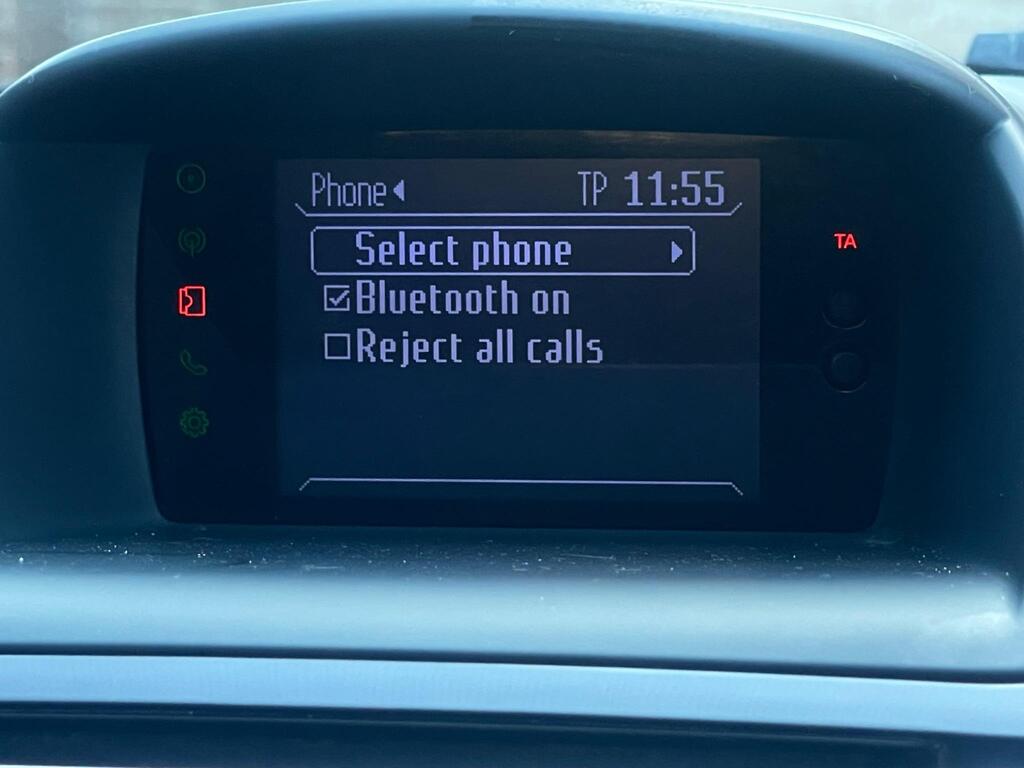 Phone TP 11:55
Select phone
TA
Bluetooth on
Reject all calls